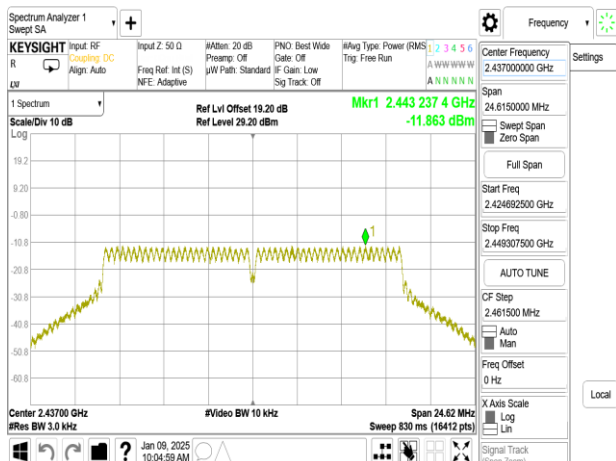 Spectrum Analyzer 1
Swept SA
+
Frequency
KEYSIGHT Input: RF Input Z: 50 Ω #Atten: 20 dB PNO: Best Wide #Avg Type: Power (RMS 1 2 3 4 5 6
R Coupling: DC Preamp: Off Gate: Off Trig: Free Run A W W W W W
Align: Auto Freq Ref: Int (S) µW Path: Standard IF Gain: Low
NFE: Adaptive Sig Track: Off A N N N N N
LXI
1 Spectrum
Scale/Div 10 dB
Ref Lvl Offset 19.20 dB
Ref Level 29.20 dBm
Mkr1 2.443 237 4 GHz
-11.863 dBm
Log
19.2
9.20
-0.80
-10.8
-20.8
-30.8
-40.8
-50.8
-60.8
1
Center 2.43700 GHz
#Res BW 3.0 kHz
#Video BW 10 kHz
Span 24.62 MHz
Sweep 830 ms (16412 pts)
Jan 09, 2025
10:04:59 AM
?
Center Frequency
2.437000000 GHz
Settings
Span
24.6150000 MHz
Swept Span
Zero Span
Full Span
Start Freq
2.424692500 GHz
Stop Freq
2.449307500 GHz
AUTO TUNE
CF Step
2.461500 MHz
Auto
Man
Freq Offset
0 Hz
X Axis Scale
Log
Lin
Local
Signal Track
(Span Zoom)